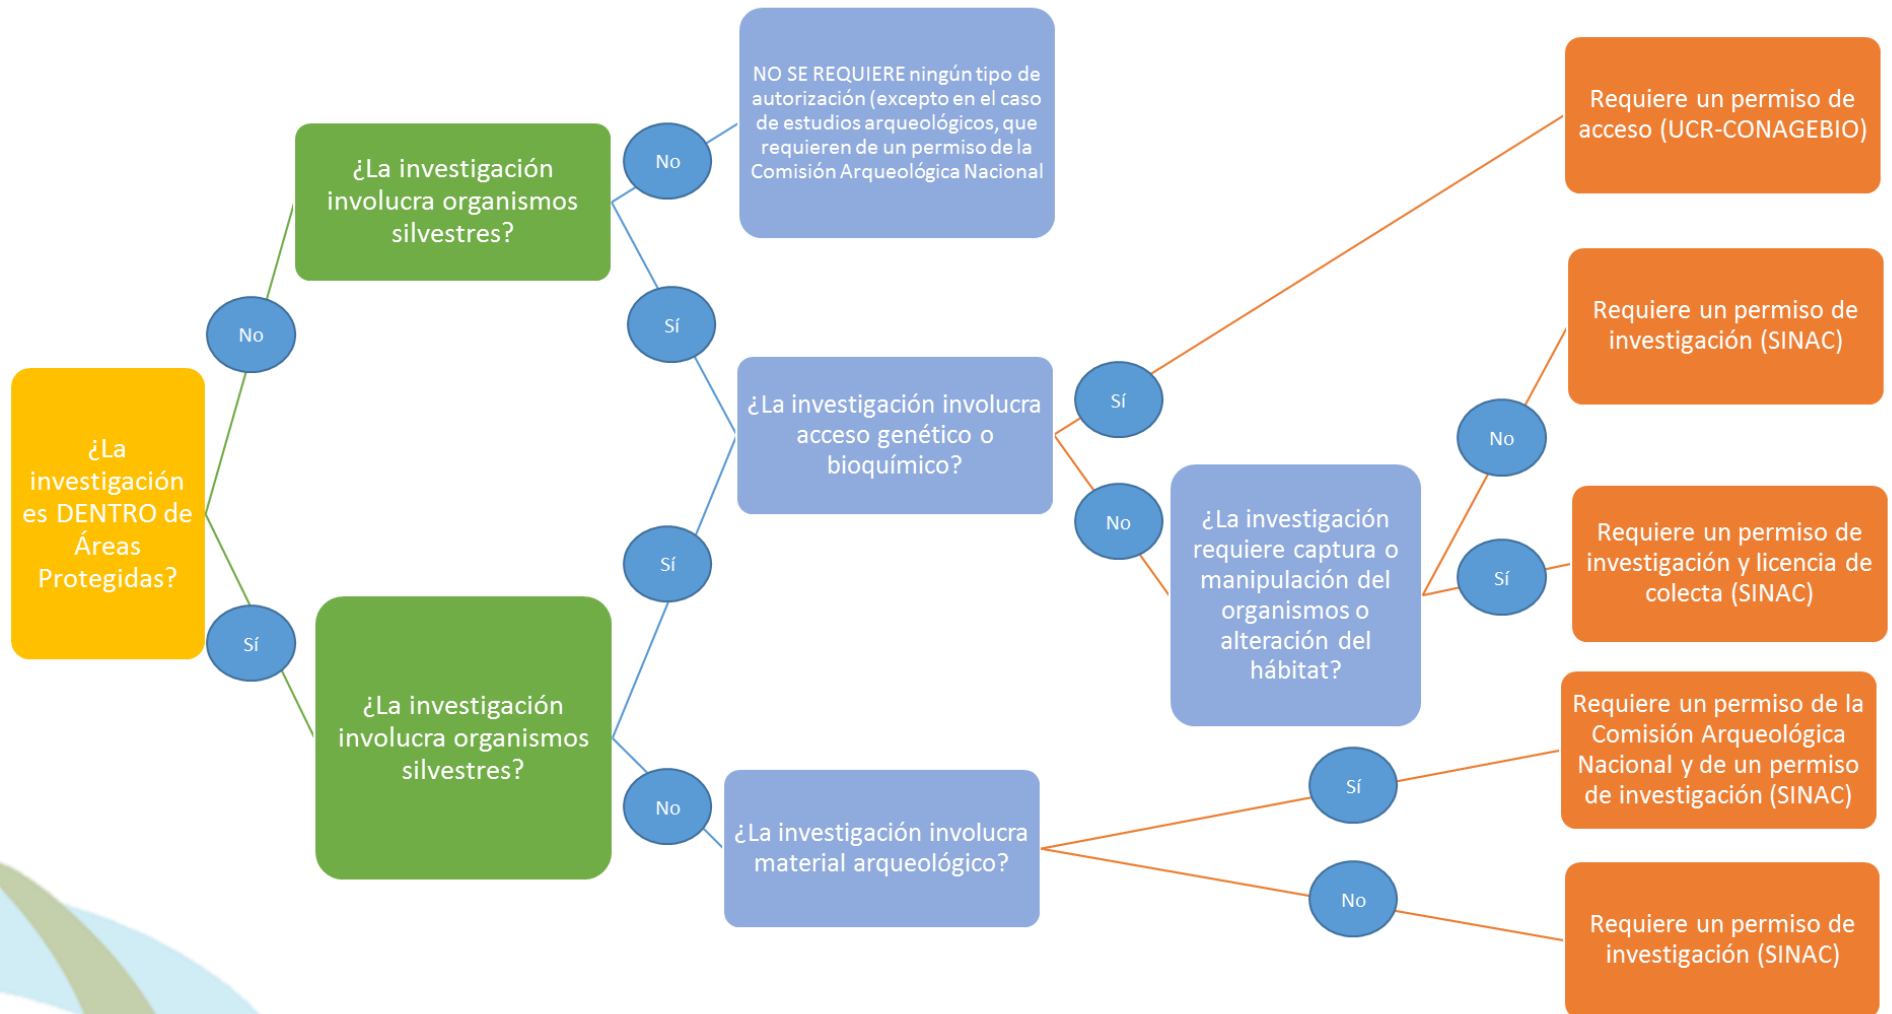 ¿La
investigación
es DENTRO de
Áreas
Protegidas?
No
Sí
¿La investigación
involucra organismos
silvestres?
No
Sí
NO SE REQUIERE ningún tipo de
autorización (excepto en el caso
de estudios arqueológicos, que
requieren de un permiso de la
Comisión Arqueológica Nacional
¿La investigación
involucra organismos
silvestres?
Sí
No
¿La investigación involucra
acceso genético o
bioquímico?
Sí
No
¿La investigación
requiere captura o
manipulación del
organismos o
alteración del
hábitat?
No
Sí
¿La investigación involucra
material arqueológico?
Sí
No
Requiere un permiso de
acceso (UCR-CONAGEBIO)
Requiere un permiso de
investigación (SINAC)
Requiere un permiso de
investigación y licencia de
colecta (SINAC)
Requiere un permiso de la
Comisión Arqueológica
Nacional y de un permiso
de investigación (SINAC)
Requiere un permiso de
investigación (SINAC)